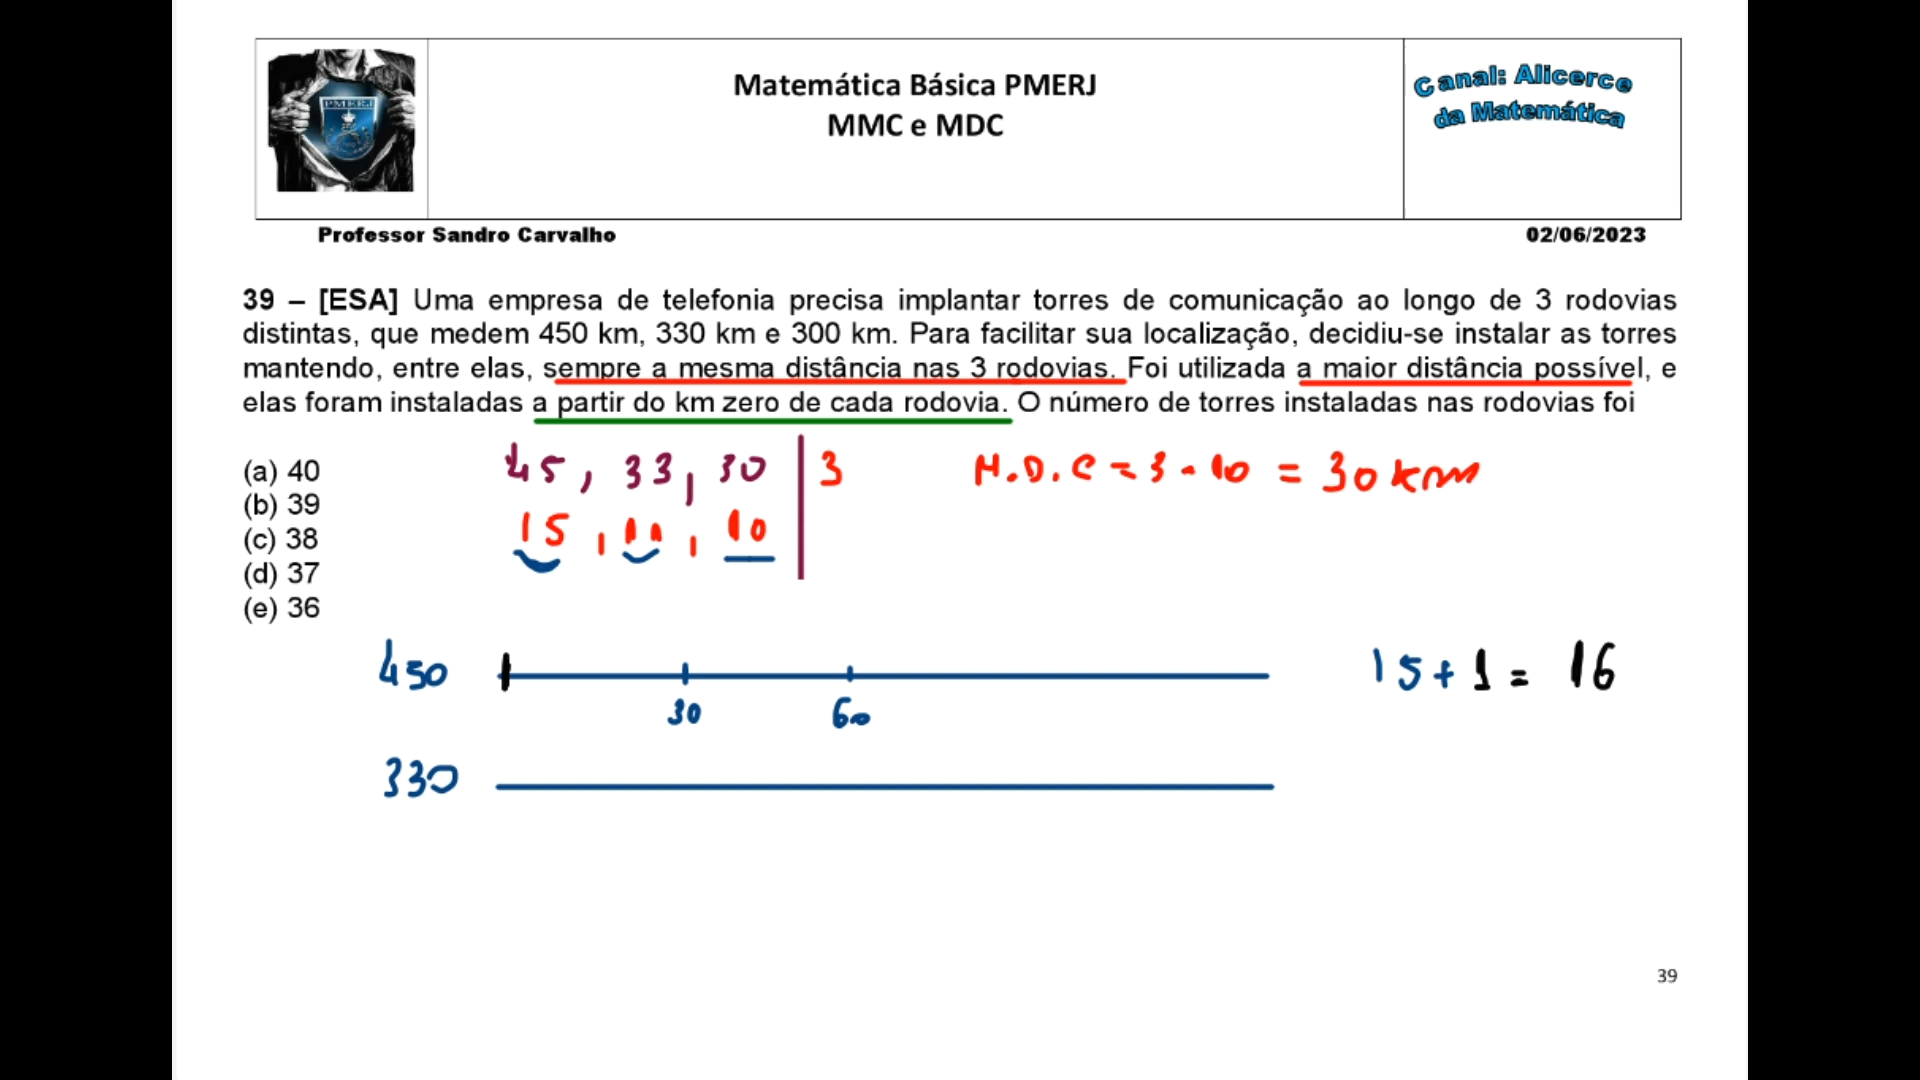 PMERJ
Matemática Básica PMERJ
MMC e MDC
Canal: Alicerce
da Matemática
Professor Sandro Carvalho
02/06/2023
39 – [ESA] Uma empresa de telefonia precisa implantar torres de comunicação ao longo de 3 rodovias
distintas, que medem 450 km, 330 km e 300 km. Para facilitar sua localização, decidiu-se instalar as torres
mantendo, entre elas, sempre a mesma distância nas 3 rodovias. Foi utilizada a maior distância possível, e
elas foram instaladas a partir do km zero de cada rodovia. O número de torres instaladas nas rodovias foi
(a) 40
(b) 39
(c) 38
(d) 37
(e) 36
45, 33, 30 | 3
15, 11, 10
M.D.C = 3 . 10 = 30 km
450
30 60
15 + 1 = 16
330
39